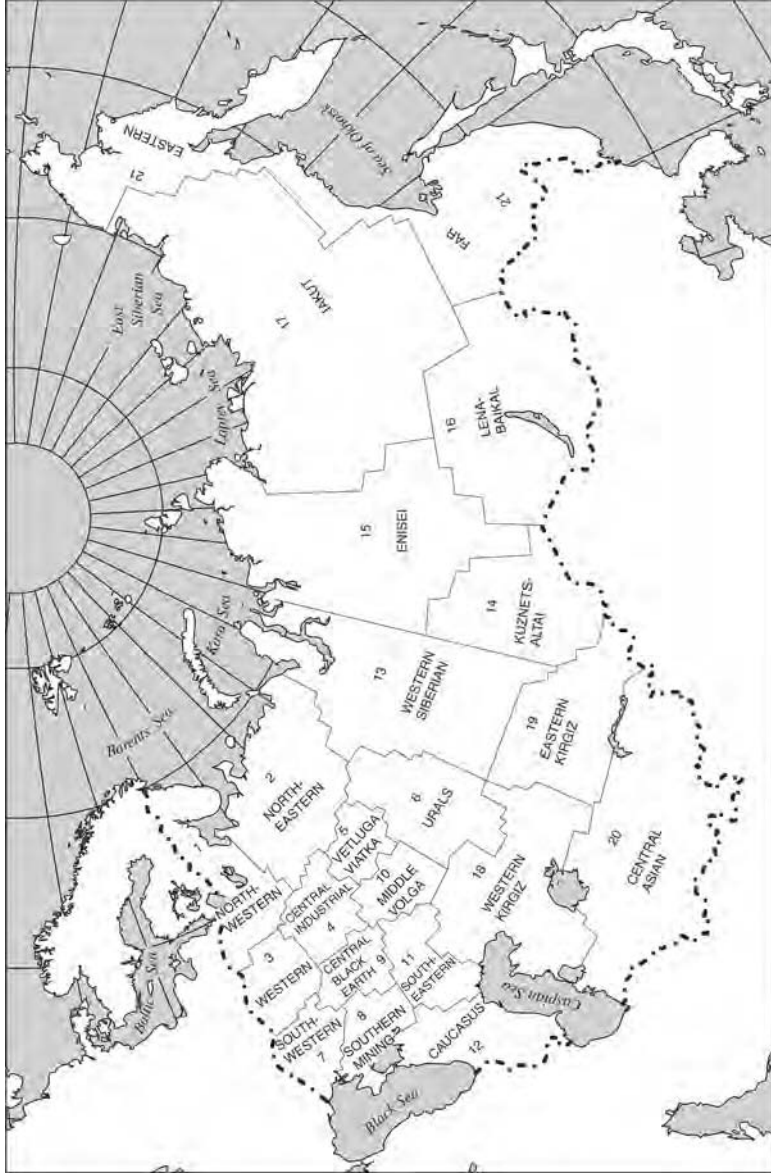 Barents Sea
Kara Sea
Laptev
Sea
East
Siberian
Sea
Sea of Okhotsk
Baltic
Sea
Black Sea
Caspian Sea
NORTH-
WESTERN
2
NORTH-
EASTERN
3
WESTERN
CENTRAL
INDUSTRIAL
4
5
VETLUGA
VIATKA
6
URALS
SOUTH-
WESTERN
7
8
SOUTHERN
MINING
CENTRAL
BLACK
EARTH 9
10
MIDDLE
VOLGA
11
SOUTH-
EASTERN
CAUCASUS
12
13
WESTERN
SIBERIAN
14
KUZNETS-
ALTAI
15
ENISEI
16
LENA-
BAIKAL
17
IAKUT
18
WESTERN
KIRGIZ
19
EASTERN
KIRGIZ
20
CENTRAL
ASIAN
21
FAR
21
EASTERN